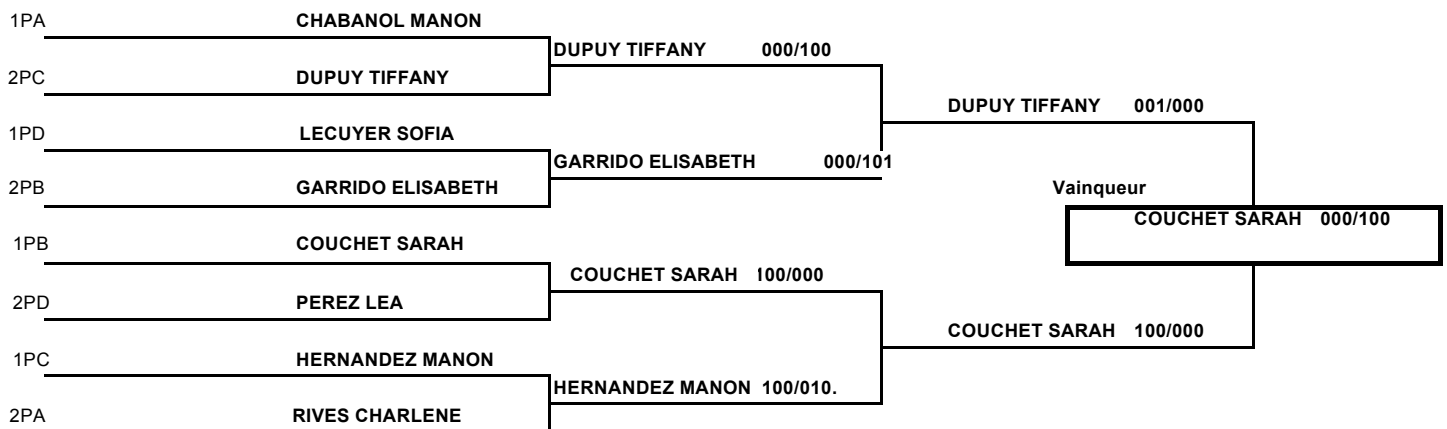 1PA CHABANOL MANON
DUPUY TIFFANY 000/100
2PC DUPUY TIFFANY
DUPUY TIFFANY 001/000
1PD LECUYER SOFIA
GARRIDO ELISABETH 000/101
2PB GARRIDO ELISABETH
Vainqueur
COUCHET SARAH 000/100
1PB COUCHET SARAH
COUCHET SARAH 100/000
2PD PEREZ LEA
COUCHET SARAH 100/000
1PC HERNANDEZ MANON
HERNANDEZ MANON 100/010.
2PA RIVES CHARLENE